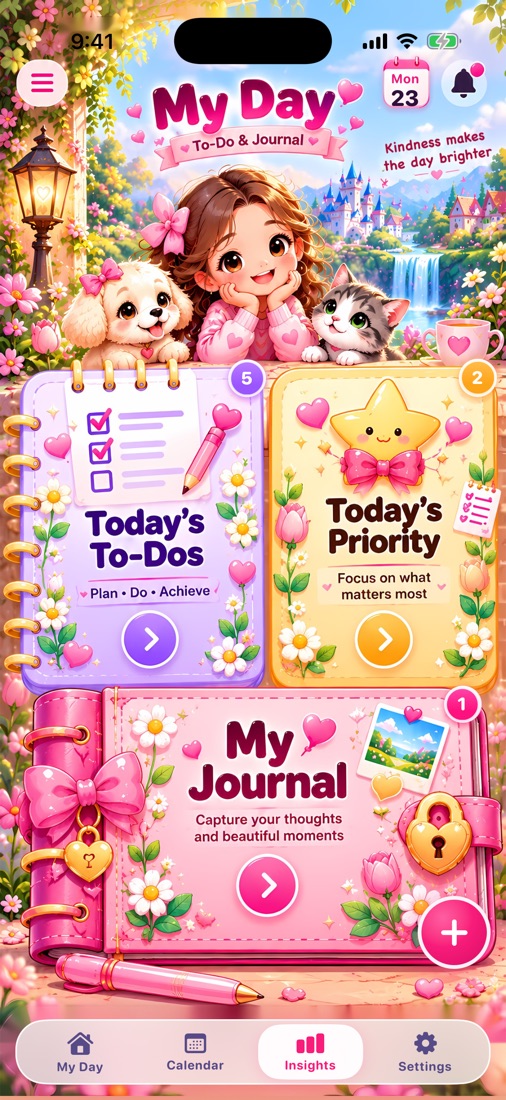 9:41
My Day
To-Do & Journal
Mon
23
Kindness makes
the day brighter
5
Today's
To-Dos
Plan • Do • Achieve
2
Today's
Priority
Focus on what
matters most
1
My
Journal
Capture your thoughts
and beautiful moments
My Day
Calendar
Insights
Settings